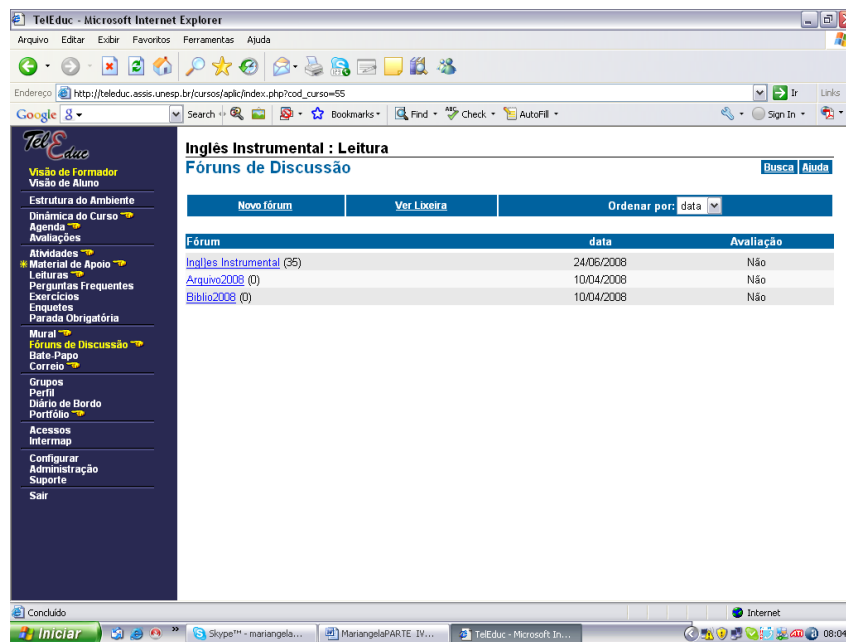 TelEduc - Microsoft Internet Explorer
Arquivo Editar Exibir Favoritos Ferramentas Ajuda
Endereço http://teleduc.assis.unesp.br/cursos/aplic/index.php?cod_curso=55 Ir Links
Google Search Bookmarks Find Check AutoFill Sign In
TelEduc
Visão de Formador
Visão de Aluno
Estrutura do Ambiente
Dinâmica do Curso
Agenda
Avaliações
Atividades
Material de Apoio
Leituras
Perguntas Frequentes
Exercícios
Enquetes
Parada Obrigatória
Mural
Fóruns de Discussão
Bate-Papo
Correio
Grupos
Perfil
Diário de Bordo
Portfólio
Acessos
Intermap
Configurar
Administração
Suporte
Sair
Inglês Instrumental : Leitura
Fóruns de Discussão
Busca Ajuda
Novo fórum Ver Lixeira Ordenar por: data
Fórum data Avaliação
Ingl]es Instrumental (35) 24/06/2008 Não
Arquivo2008 (0) 10/04/2008 Não
Biblio2008 (0) 10/04/2008 Não
Concluído Internet
Iniciar » Skype™ - mariangela... MariangelaPARTE IV... TelEduc - Microsoft In... 08:04